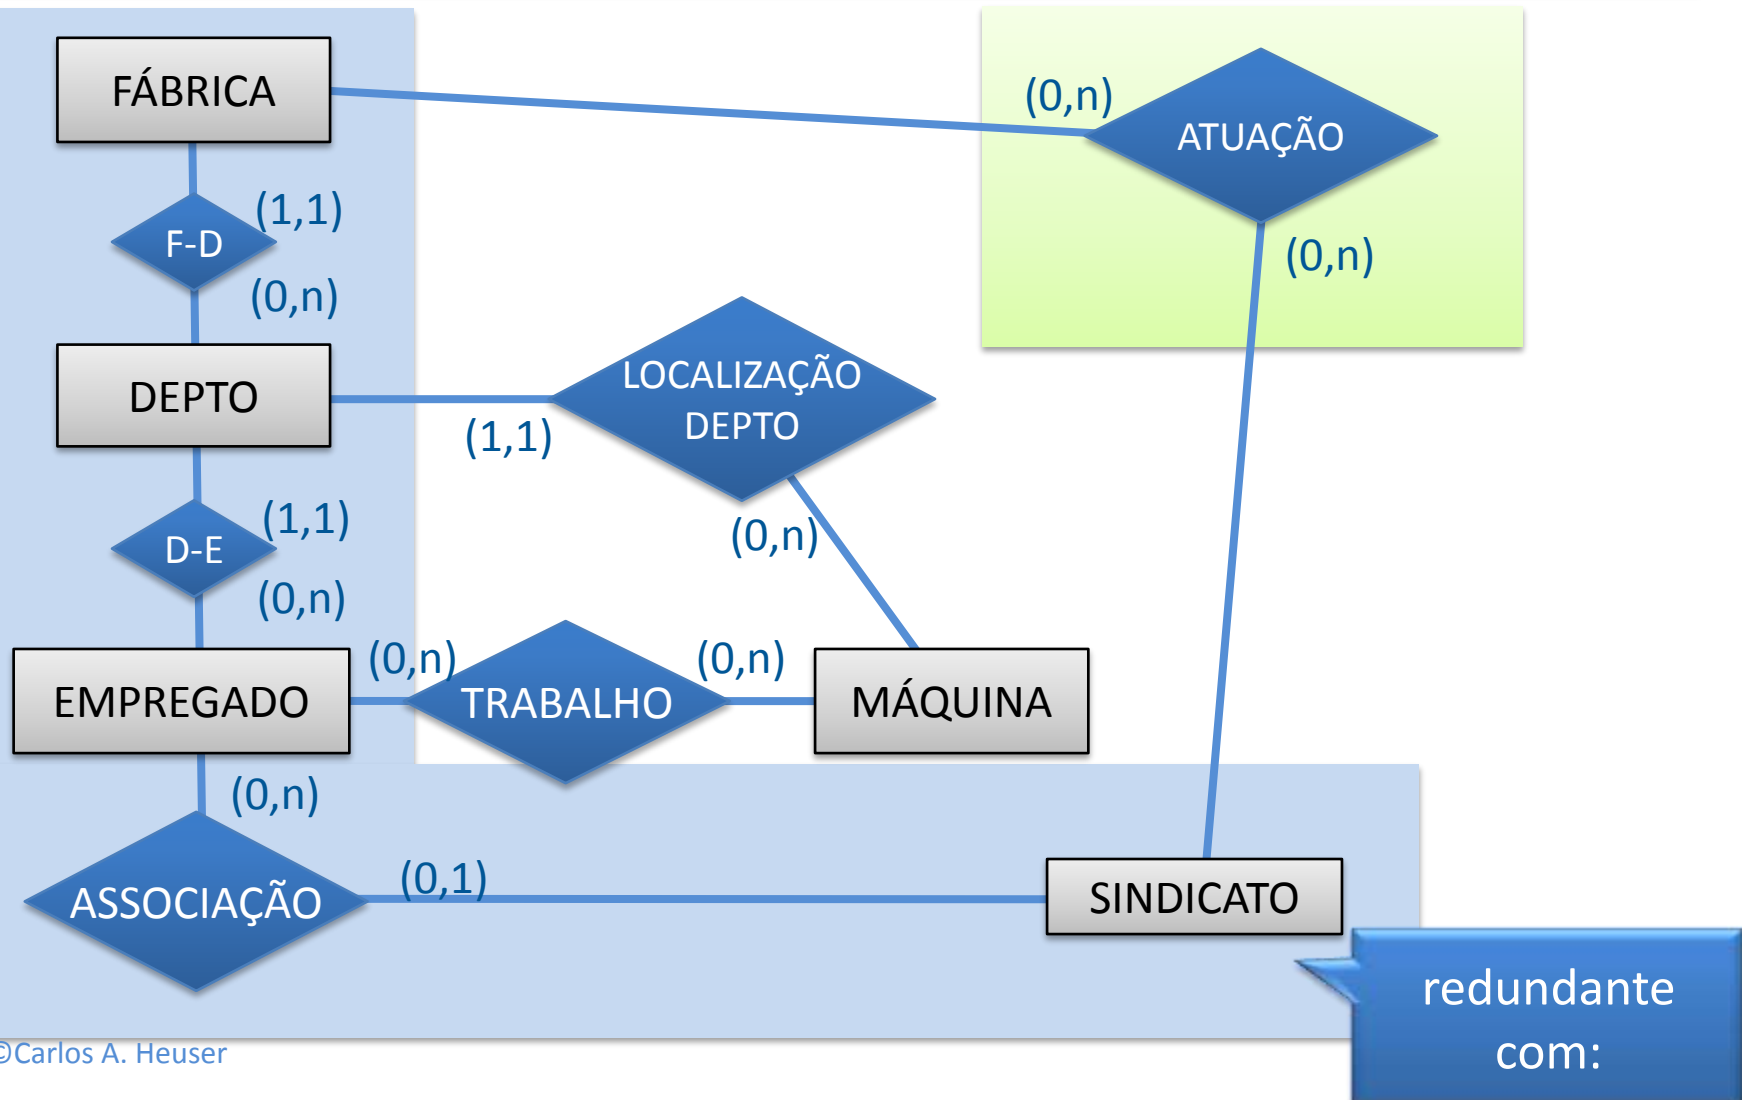 FÁBRICA
(0,n)
ATUAÇÃO
(1,1)
F-D
(0,n)
(0,n)
DEPTO
LOCALIZAÇÃO
DEPTO
(1,1)
(1,1)
D-E
(0,n)
(0,n)
(0,n)
(0,n)
EMPREGADO
TRABALHO
MÁQUINA
(0,n)
ASSOCIAÇÃO
(0,1)
SINDICATO
redundante
com:
©Carlos A. Heuser